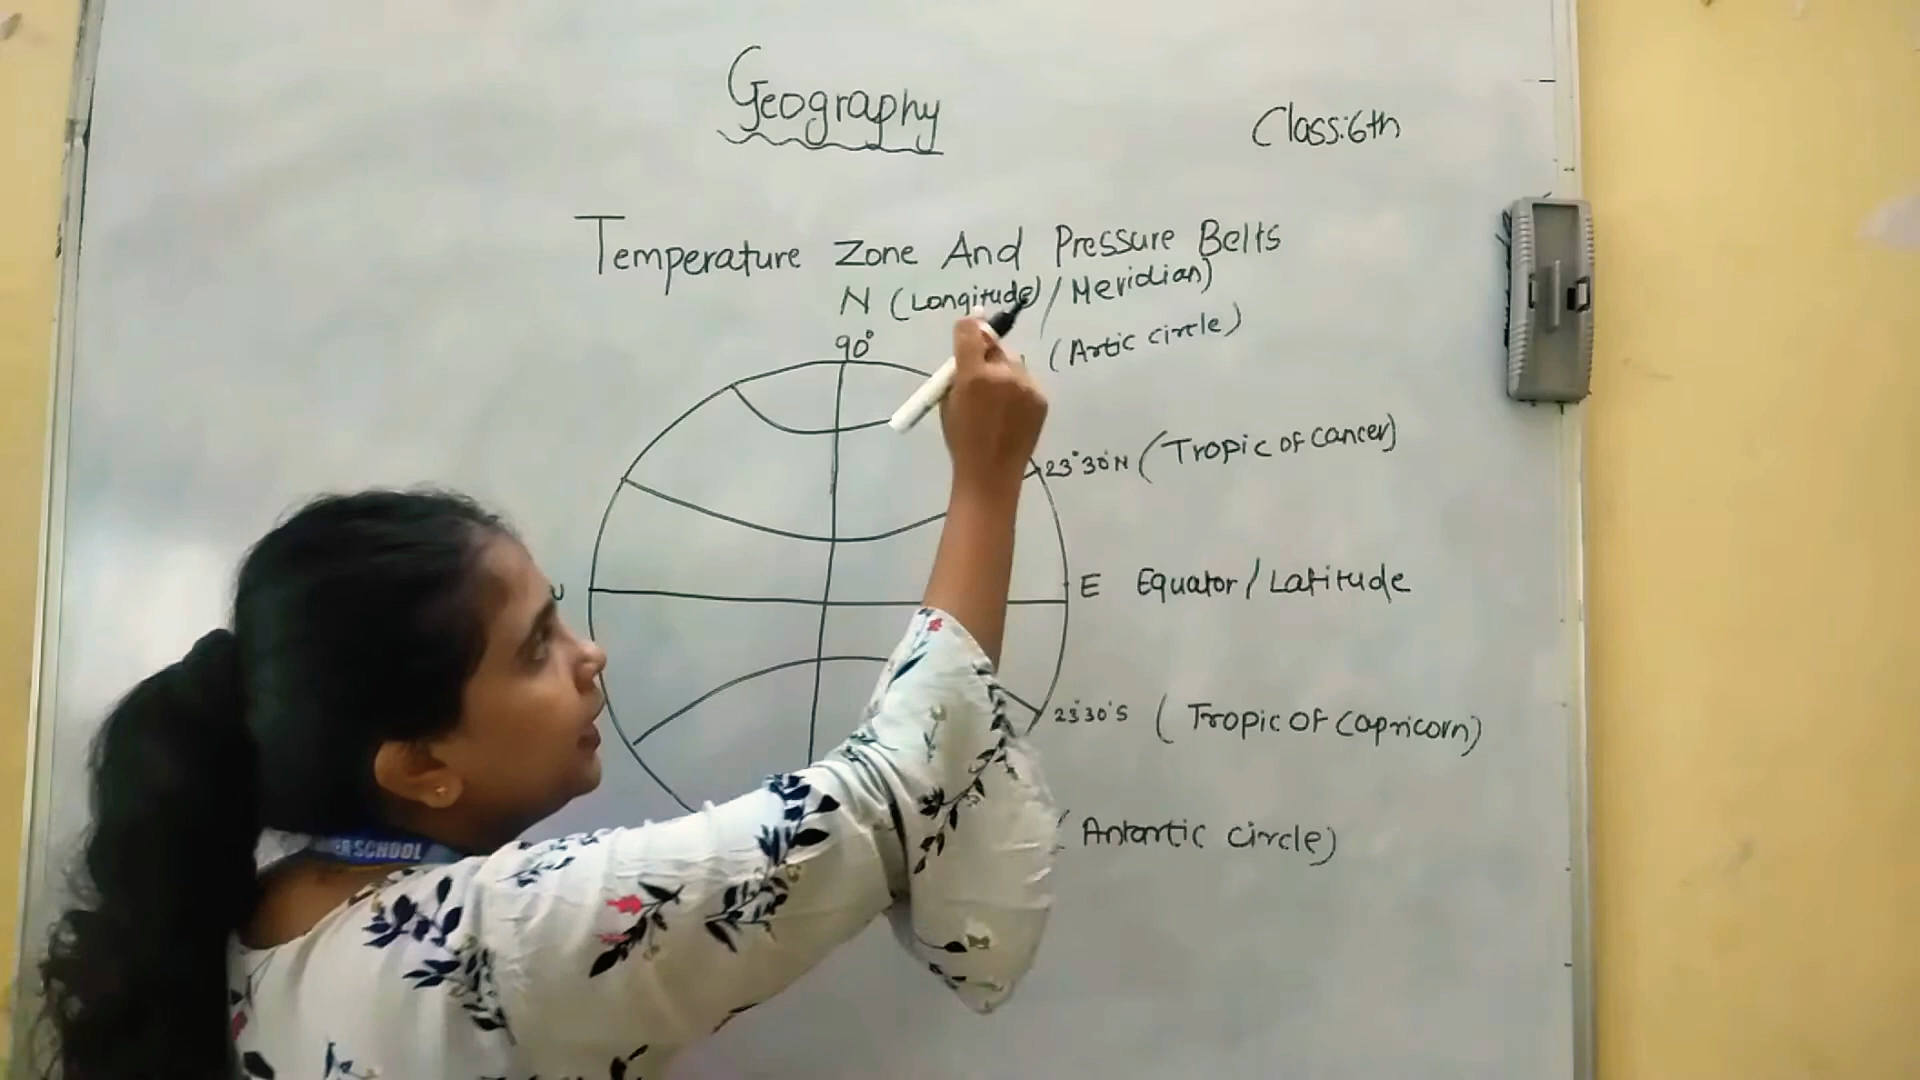 Geography
Class:6th
Temperature Zone And Pressure Belts
N (Longitude) / Meridian)
90°
(Artic circle)
23°30'N (Tropic of Cancer)
E Equator / Latitude
23°30'S (Tropic of Capricorn)
(Antartic circle)
SCHOOL